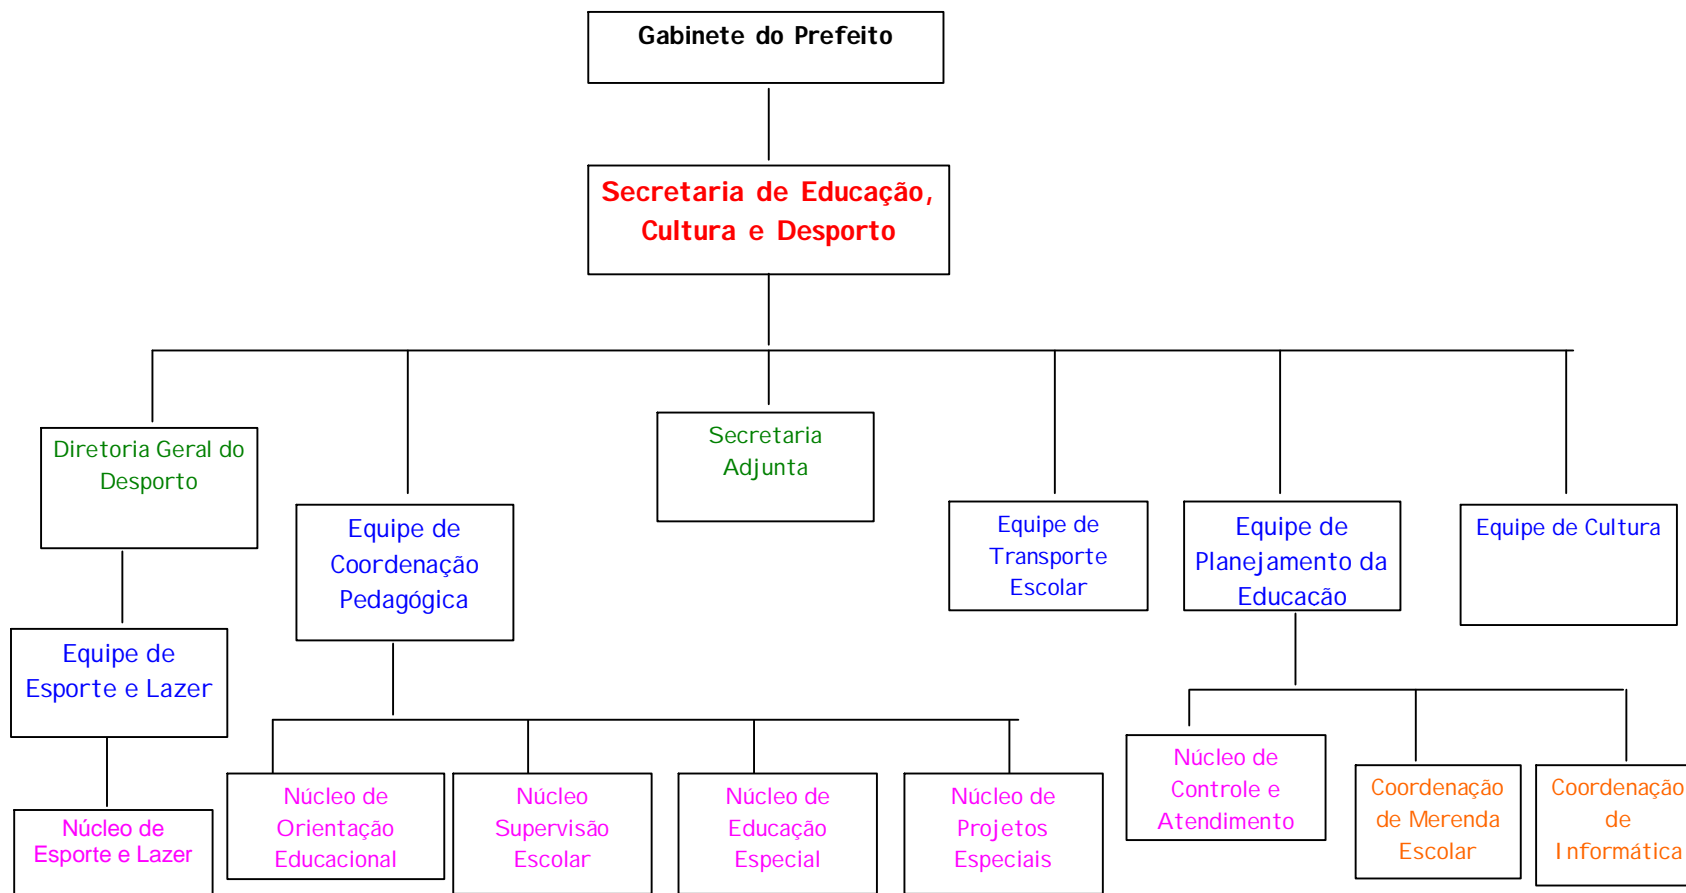 Gabinete do Prefeito
Secretaria de Educação,
Cultura e Desporto
Diretoria Geral do
Desporto
Secretaria
Adjunta
Equipe de
Coordenação
Pedagógica
Equipe de
Transporte
Escolar
Equipe de
Planejamento da
Educação
Equipe de Cultura
Equipe de
Esporte e Lazer
Núcleo de
Esporte e Lazer
Núcleo de
Orientação
Educacional
Núcleo
Supervisão
Escolar
Núcleo de
Educação
Especial
Núcleo de
Projetos
Especiais
Núcleo de
Controle e
Atendimento
Coordenação
de Merenda
Escolar
Coordenação
de
Informática